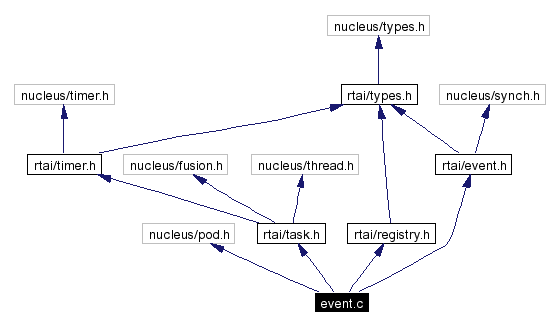 nucleus/types.h
nucleus/timer.h
rtai/types.h
nucleus/synch.h
rtai/timer.h
nucleus/fusion.h
nucleus/thread.h
rtai/event.h
nucleus/pod.h
rtai/task.h
rtai/registry.h
event.c